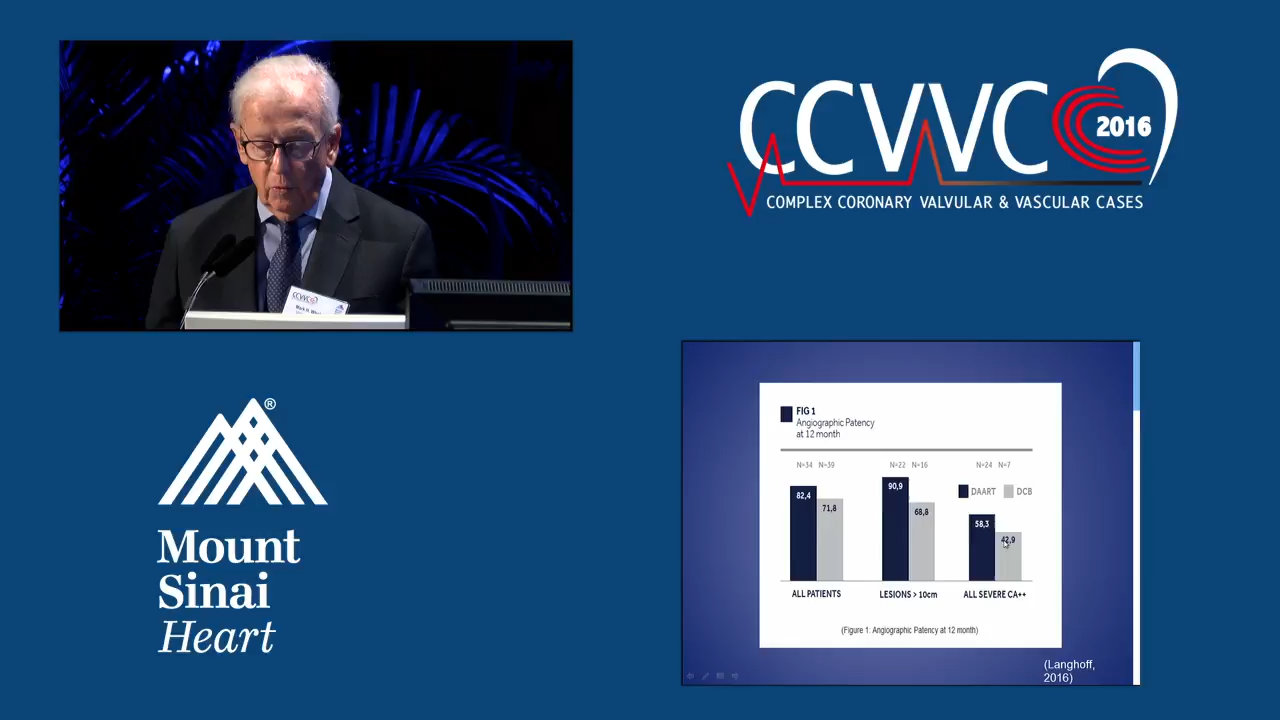 CCVVC
2016
COMPLEX CORONARY VALVULAR & VASCULAR CASES
CCVVC
Mark
®
Mount
Sinai
Heart
FIG 1
Angiographic Patency
at 12 month
N=34 N=39
N=22 N=16
N=24 N=7
DAART DCB
82,4
71,8
90,9
68,8
58,3
42,9
ALL PATIENTS
LESIONS > 10cm
ALL SEVERE CA++
(Figure 1: Angiographic Patency at 12 month)
(Langhoff,
2016)